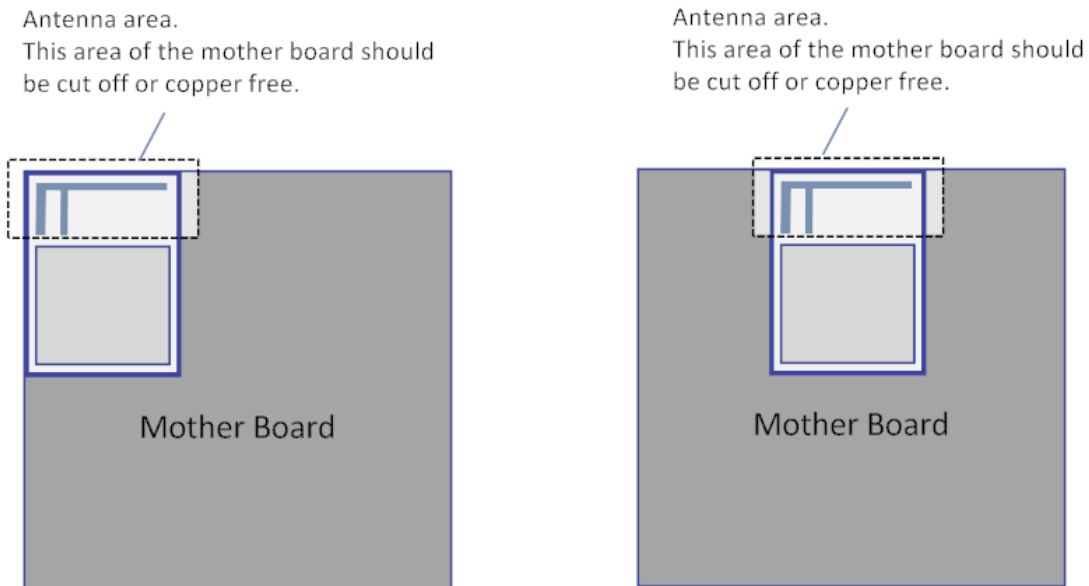 Antenna area.
This area of the mother board should
be cut off or copper free.
Mother Board
Antenna area.
This area of the mother board should
be cut off or copper free.
Mother Board